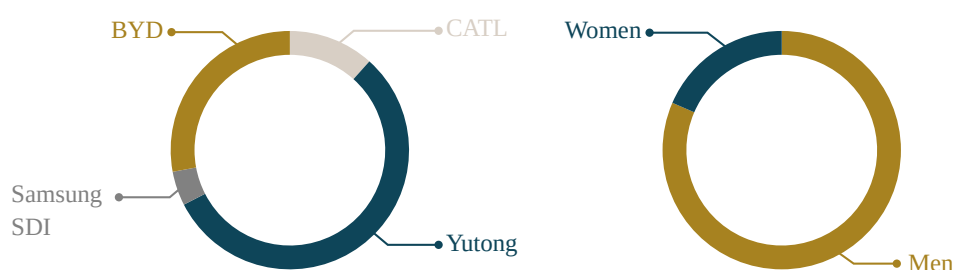 BYD
CATL
Samsung
SDI
Yutong
Women
Men